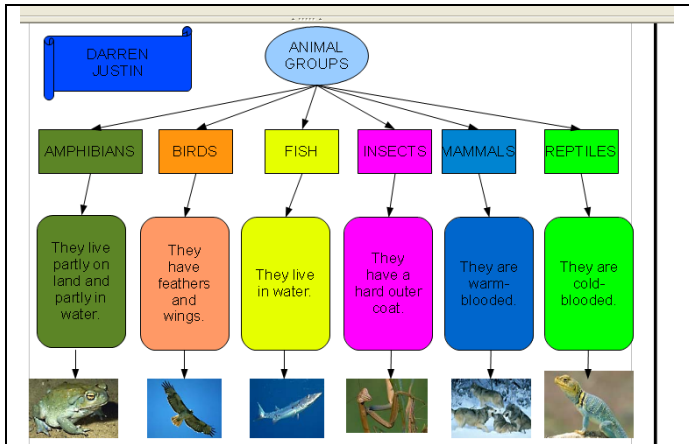 DARREN
JUSTIN
ANIMAL
GROUPS
AMPHIBIANS
BIRDS
FISH
INSECTS
MAMMALS
REPTILES
They live
partly on
land and
partly in
water.
They
have
feathers
and
wings.
They live
in water.
They
have a
hard outer
coat.
They are
warm-
blooded.
They are
cold-
blooded.